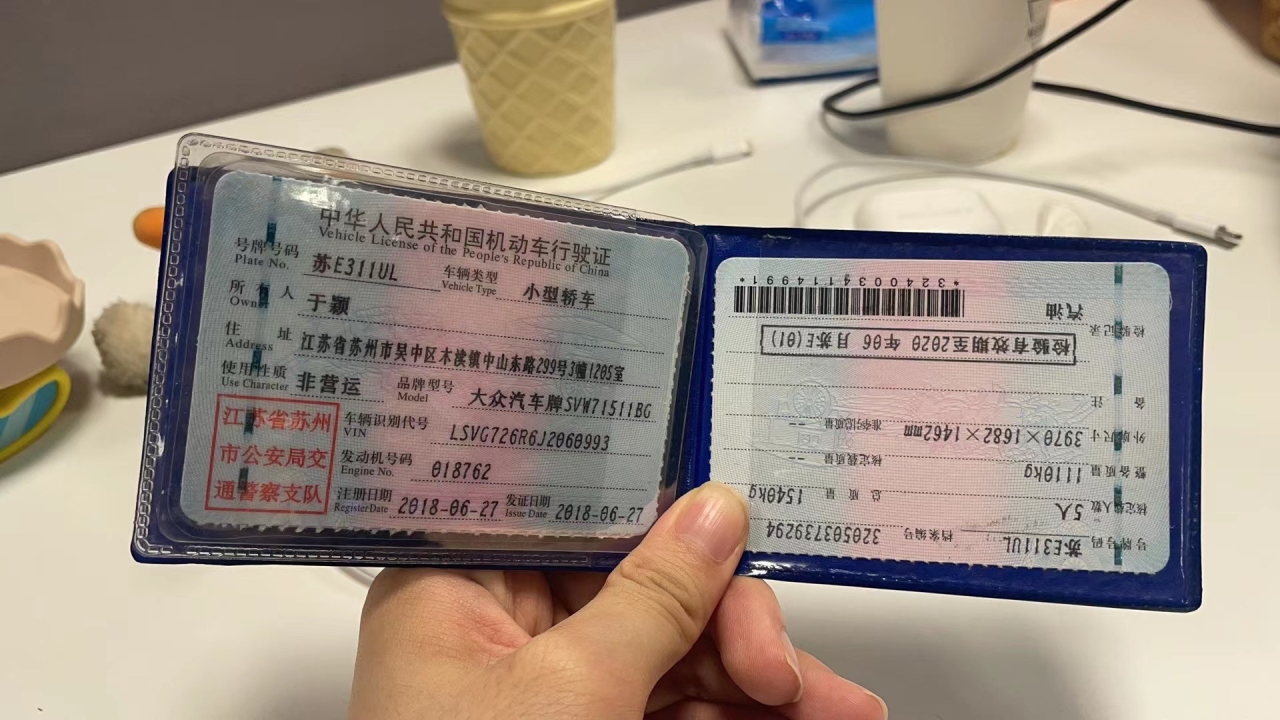 中华人民共和国机动车行驶证
Vehicle License of the People's Republic of China
号牌号码 苏E311UL 车辆类型 小型轿车
Plate No. Vehicle Type
所有人 于颖
Owner
住址 江苏省苏州市吴中区木渎镇中山东路299号3幢1205室
Address
使用性质 非营运 品牌型号 大众汽车牌SVW71511BG
Use Character Model
江苏省苏州
市公安局交
通警察支队
车辆识别代号 LSVG726R6J2060993
VIN
发动机号码 018762
Engine No.
注册日期 2018-06-27 发证日期 2018-06-27
Register Date Issue Date
号牌号码 苏E311UL 档案编号 320503739294
核定载人数 5人 总质量 1540kg
整备质量 1110kg 核定载质量 --
外廓尺寸 3970×1682×1462mm 准牵引总质量 --
备注
检验有效期至2020年06月苏E(01)
检验记录
汽油
*3240003411499​1*